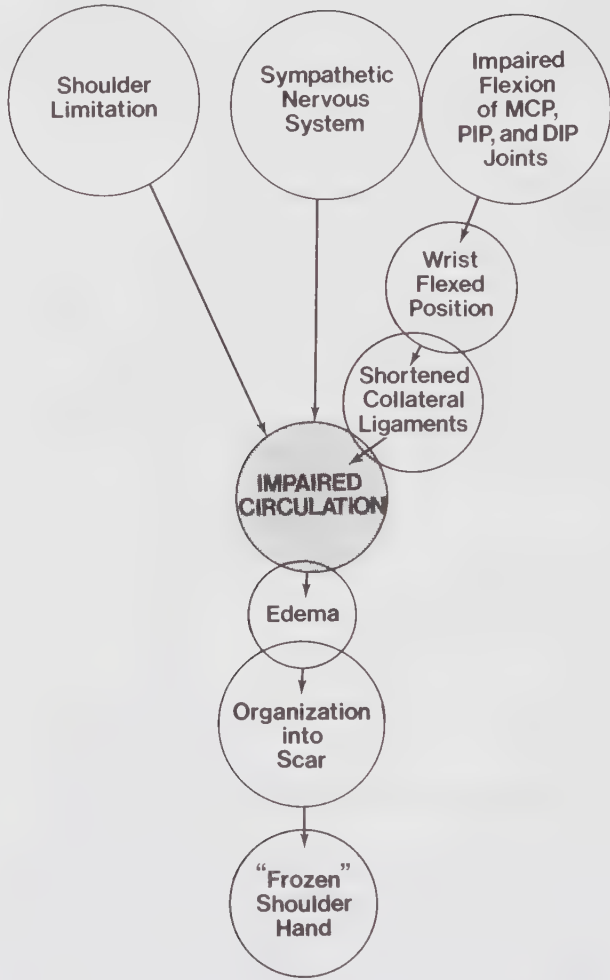 Shoulder
Limitation
Sympathetic
Nervous
System
Impaired
Flexion
of MCP,
PIP, and DIP
Joints
Wrist
Flexed
Position
Shortened
Collateral
Ligaments
IMPAIRED
CIRCULATION
Edema
Organization
into
Scar
“Frozen”
Shoulder
Hand